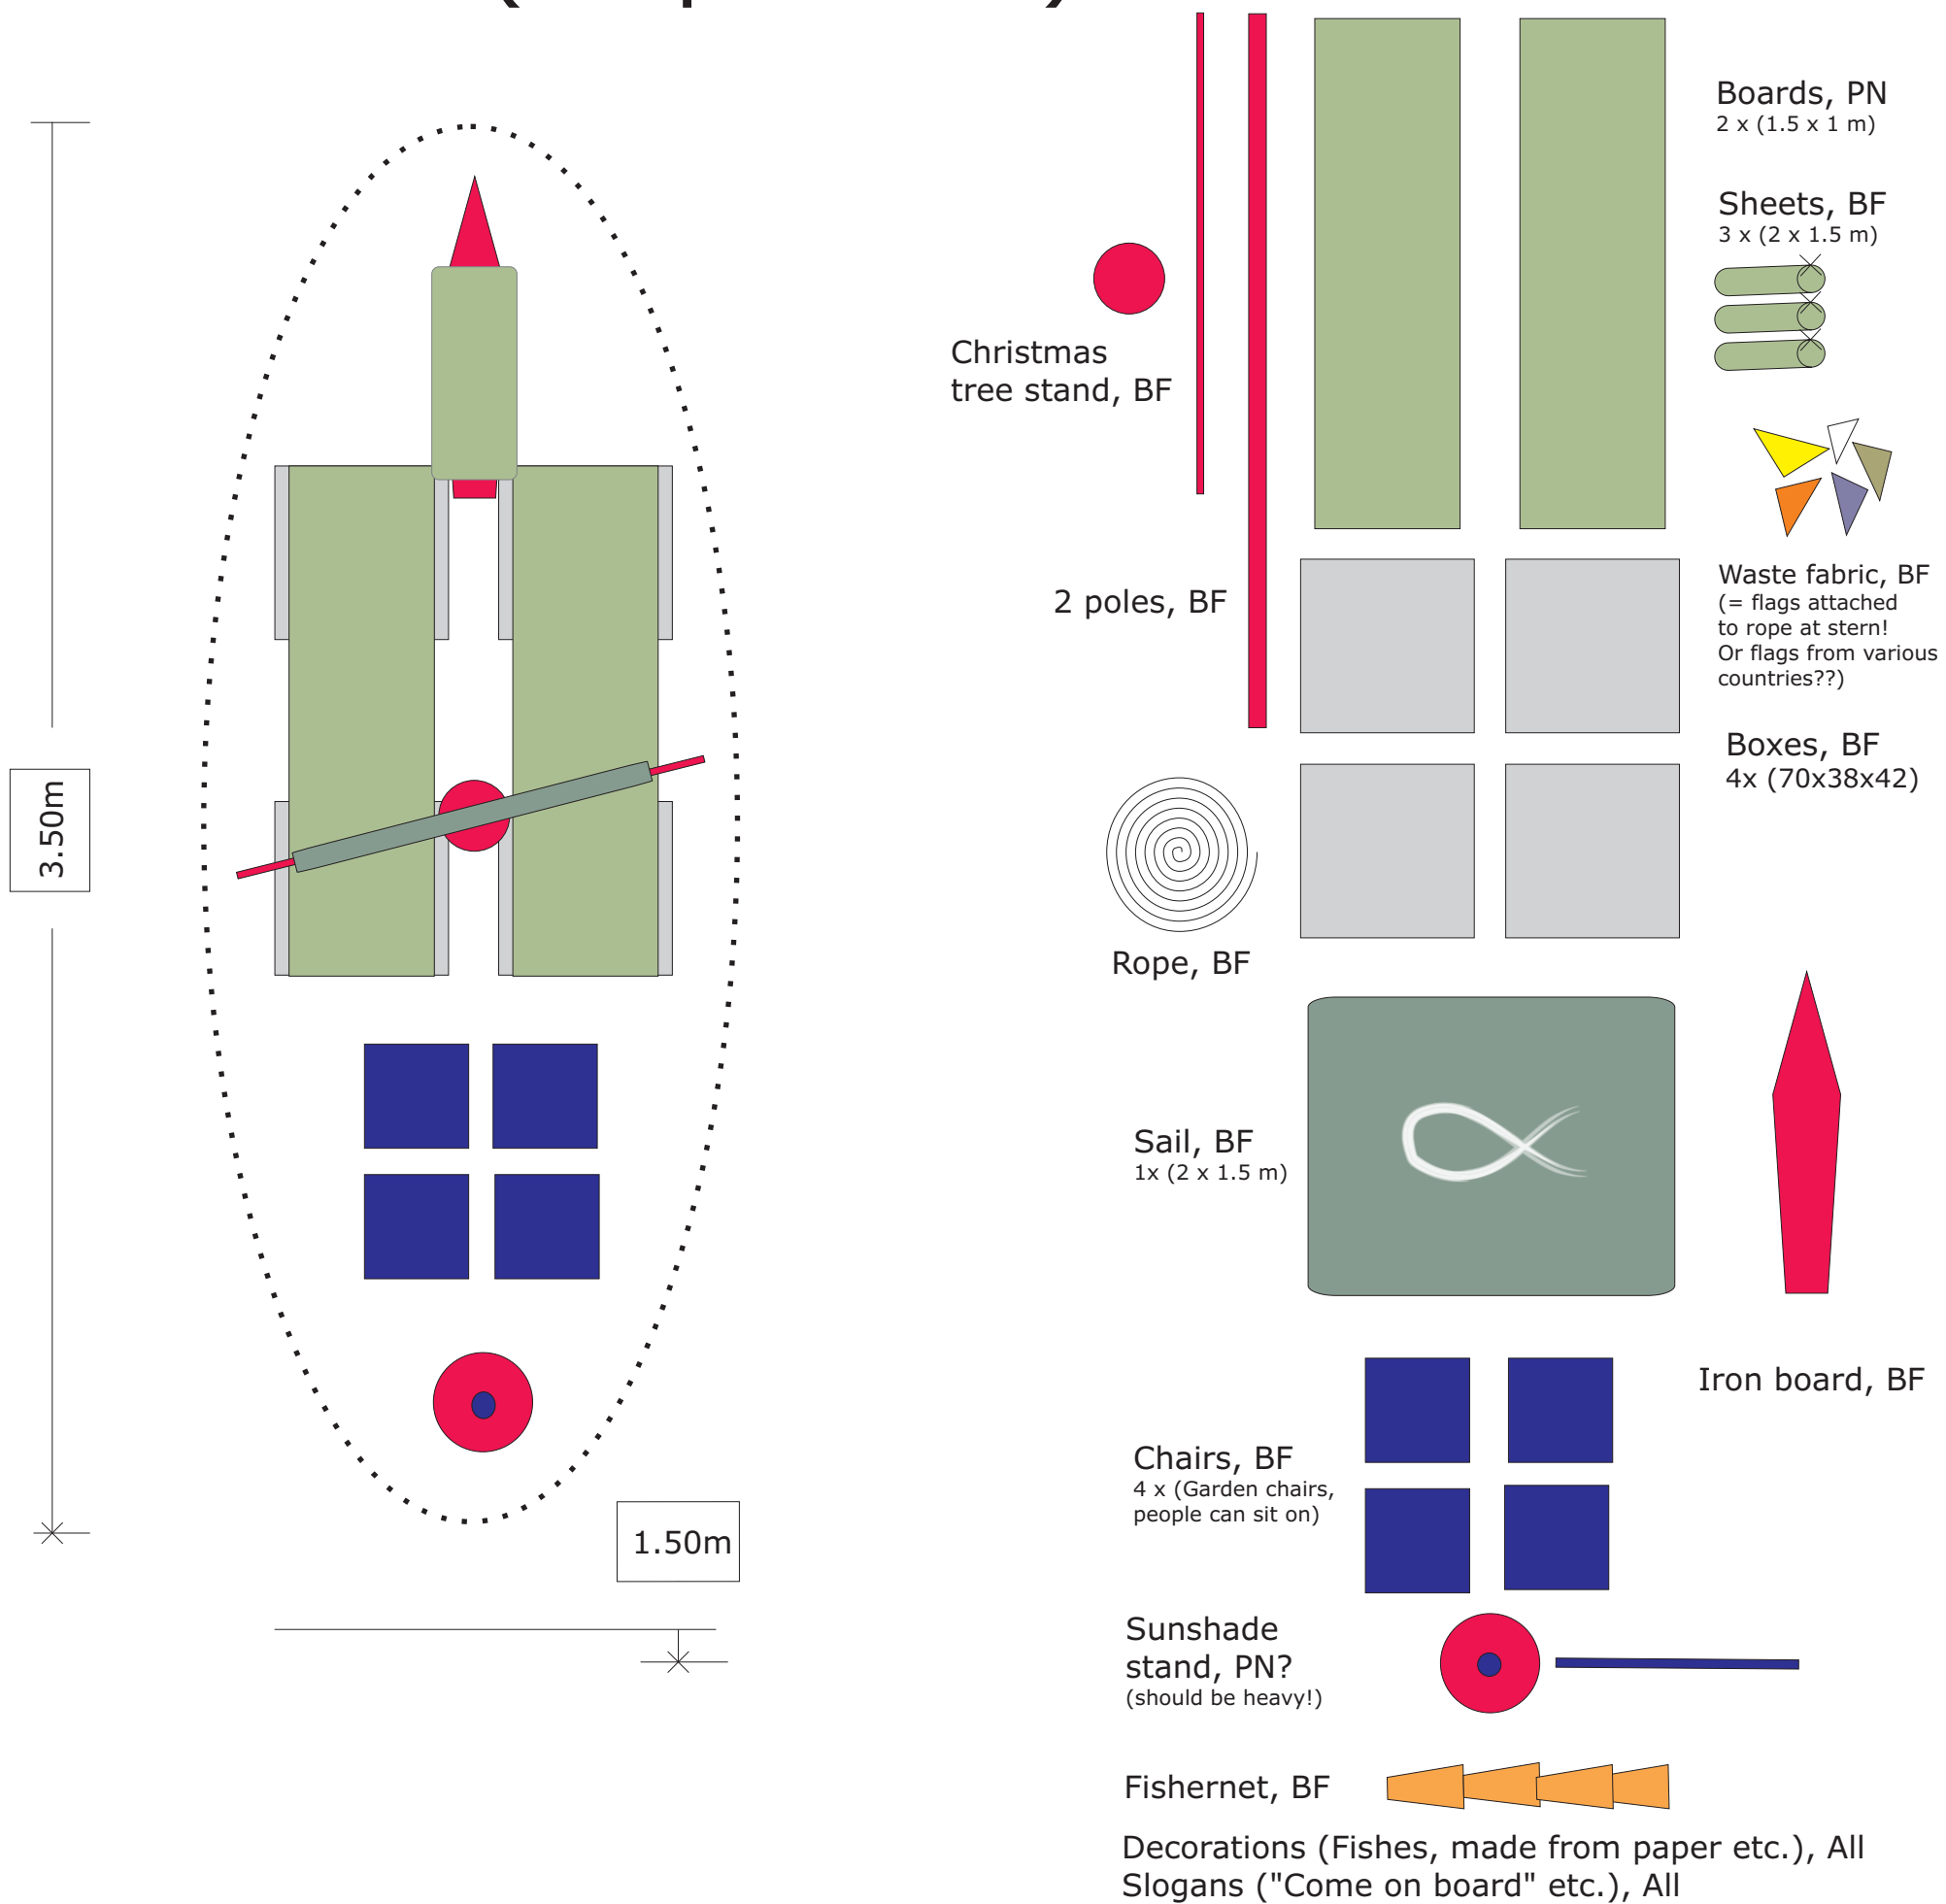 3.50m
1.50m
Boards, PN
2 x (1.5 x 1 m)
Sheets, BF
3 x (2 x 1.5 m)
Christmas
tree stand, BF
Waste fabric, BF
(= flags attached
to rope at stern!
Or flags from various
countries??)
2 poles, BF
Boxes, BF
4x (70x38x42)
Rope, BF
Sail, BF
1x (2 x 1.5 m)
Iron board, BF
Chairs, BF
4 x (Garden chairs,
people can sit on)
Sunshade
stand, PN?
(should be heavy!)
Fishernet, BF
Decorations (Fishes, made from paper etc.), All
Slogans ("Come on board" etc.), All